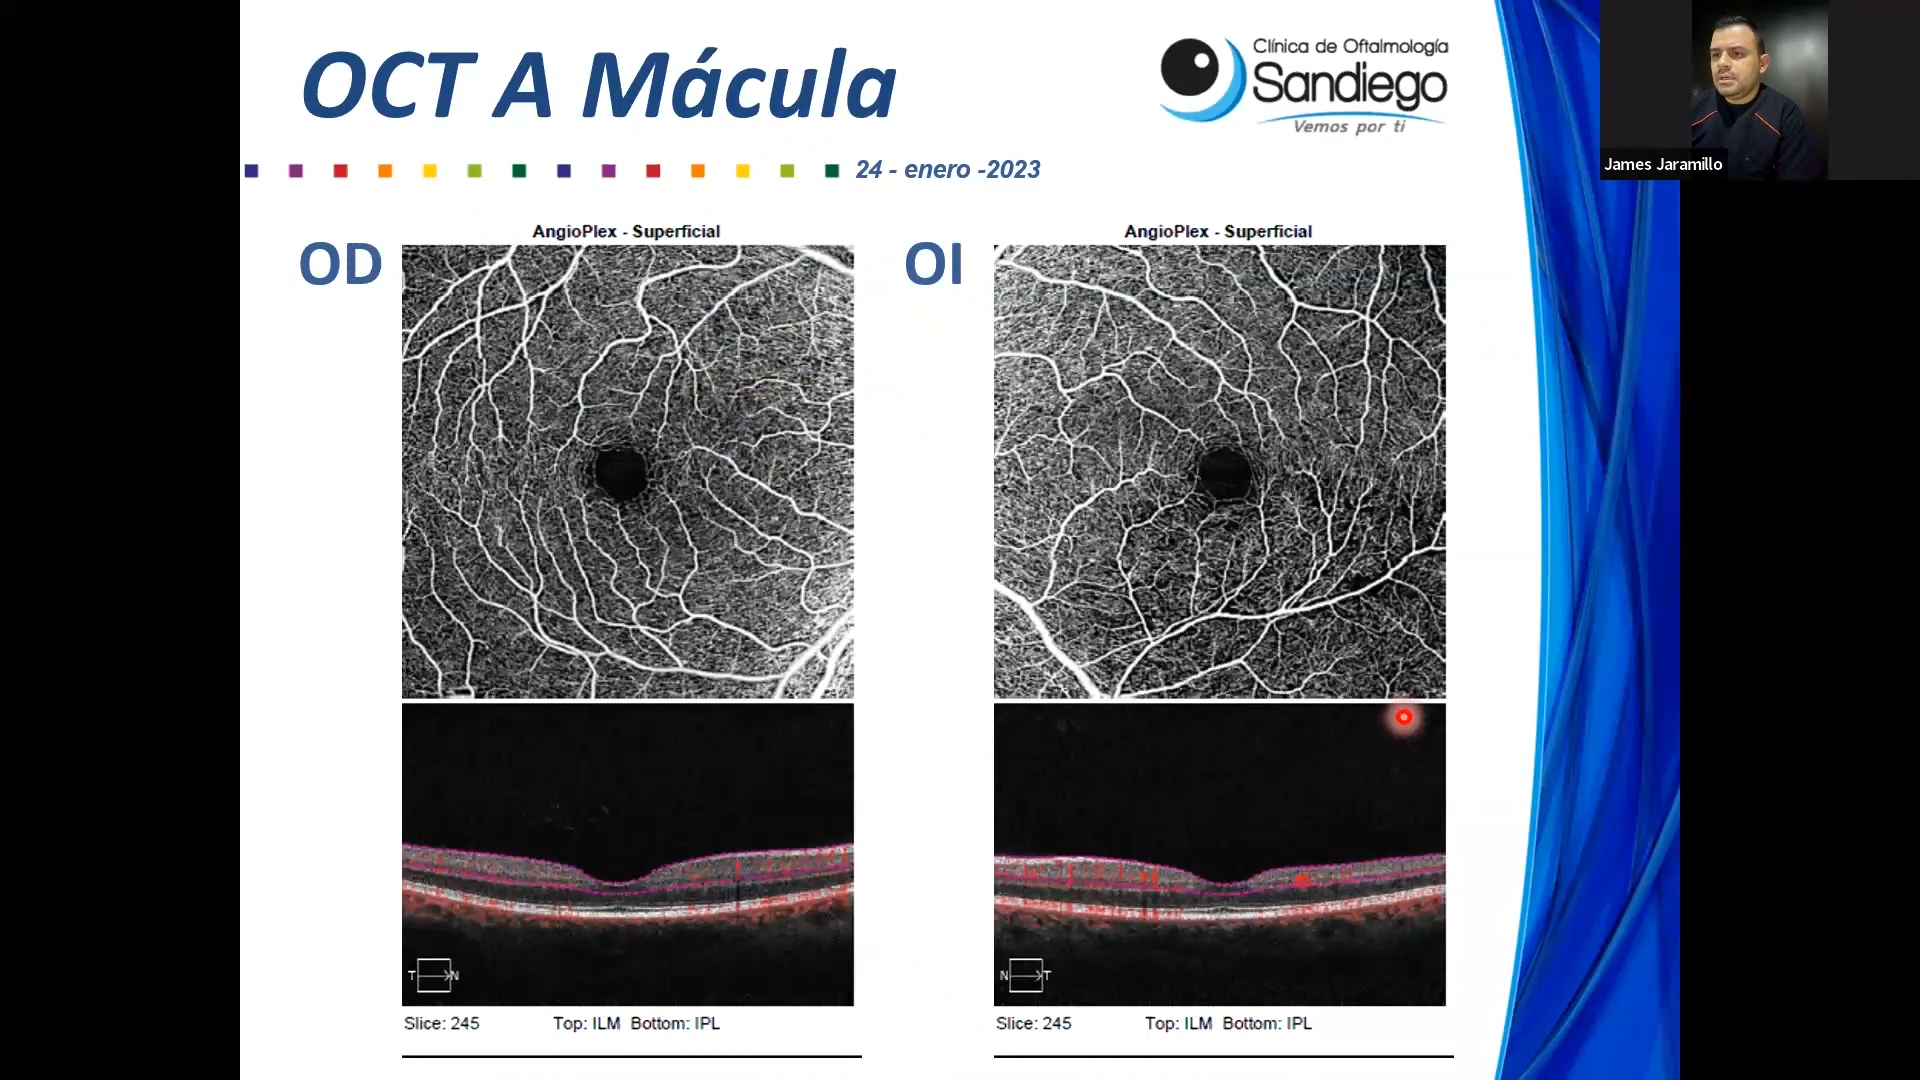 OCT A Mácula
Clínica de Oftalmología
Sandiego
Vemos por ti
James Jaramillo
24 - enero -2023
OD
AngioPlex - Superficial
T N
Slice: 245 Top: ILM Bottom: IPL
OI
AngioPlex - Superficial
N T
Slice: 245 Top: ILM Bottom: IPL